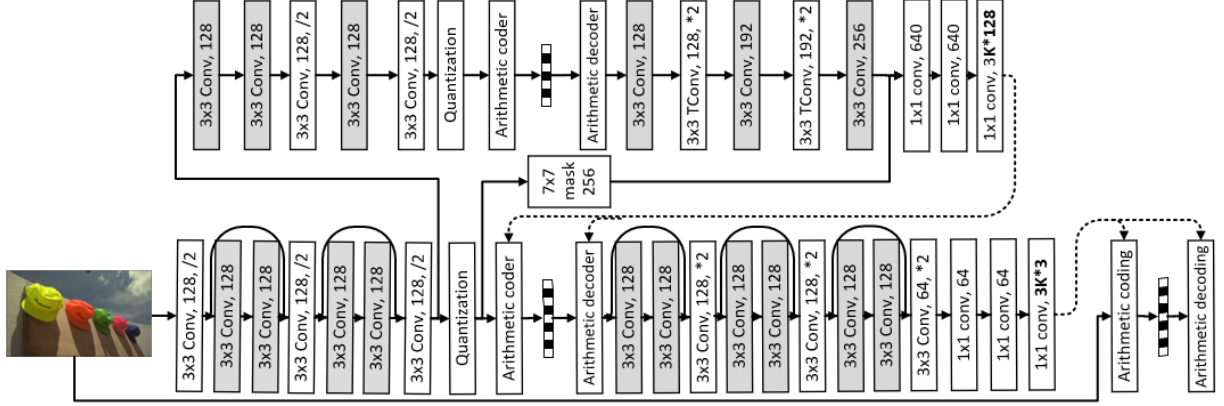 3x3 Conv, 128
3x3 Conv, 128
3x3 Conv, 128, /2
3x3 Conv, 128
3x3 Conv, 128, /2
Quantization
Arithmetic coder
Arithmetic decoder
3x3 Conv, 128
3x3 TConv, 128, *2
3x3 Conv, 192
3x3 TConv, 192, *2
3x3 Conv, 256
1x1 conv, 640
1x1 conv, 640
1x1 conv, 3K*128
7x7
mask
256
3x3 Conv, 128, /2
3x3 Conv, 128
3x3 Conv, 128
3x3 Conv, 128, /2
3x3 Conv, 128
3x3 Conv, 128
3x3 Conv, 128, /2
Quantization
Arithmetic coder
Arithmetic decoder
3x3 Conv, 128
3x3 Conv, 128
3x3 Conv, 128, *2
3x3 Conv, 128
3x3 Conv, 128
3x3 Conv, 128, *2
3x3 Conv, 128
3x3 Conv, 128
3x3 Conv, 64, *2
1x1 conv, 64
1x1 conv, 64
1x1 conv, 3K*3
Arithmetic coding
Arithmetic decoding